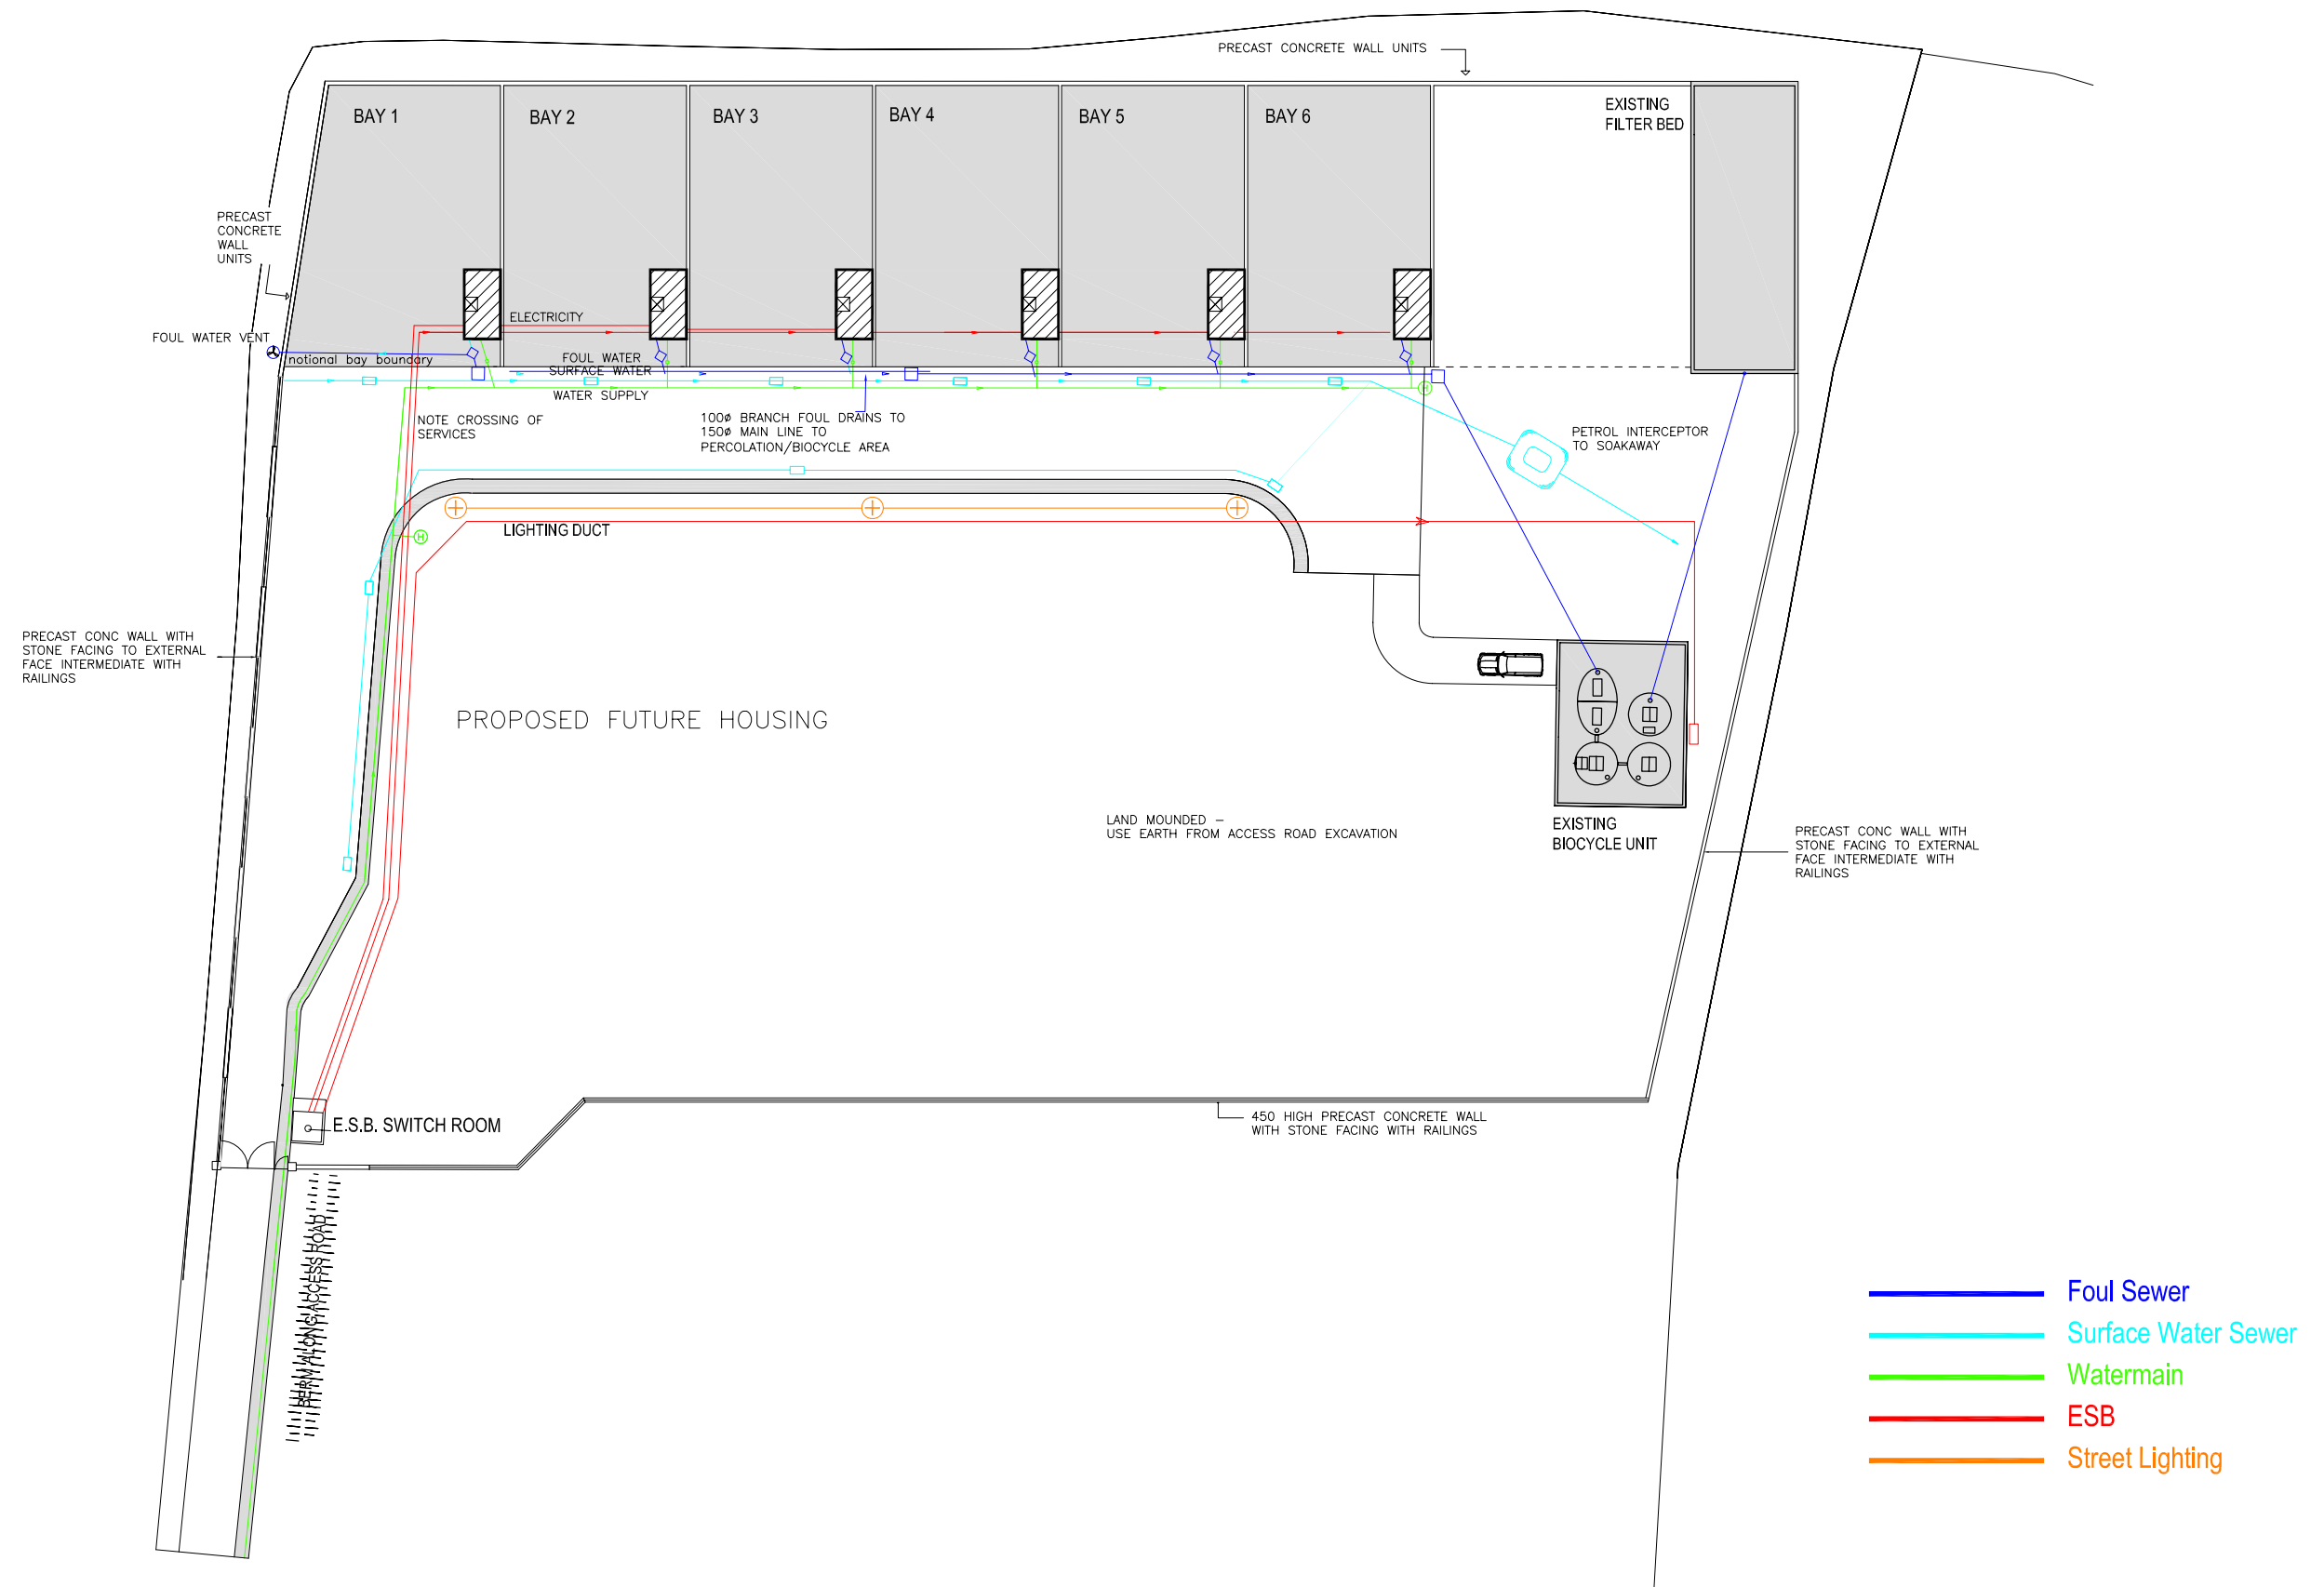 PRECAST CONCRETE WALL UNITS
BAY 1
BAY 2
BAY 3
BAY 4
BAY 5
BAY 6
EXISTING
FILTER BED
PRECAST
CONCRETE
WALL
UNITS
ELECTRICITY
FOUL WATER VENT
notional bay boundary
FOUL WATER
SURFACE WATER
WATER SUPPLY
NOTE CROSSING OF
SERVICES
100ø BRANCH FOUL DRAINS TO
150ø MAIN LINE TO
PERCOLATION/BIOCYCLE AREA
H
PETROL INTERCEPTOR
TO SOAKAWAY
LIGHTING DUCT
H
PRECAST CONC WALL WITH
STONE FACING TO EXTERNAL
FACE INTERMEDIATE WITH
RAILINGS
PROPOSED FUTURE HOUSING
LAND MOUNDED –
USE EARTH FROM ACCESS ROAD EXCAVATION
EXISTING
BIOCYCLE UNIT
PRECAST CONC WALL WITH
STONE FACING TO EXTERNAL
FACE INTERMEDIATE WITH
RAILINGS
E.S.B. SWITCH ROOM
450 HIGH PRECAST CONCRETE WALL
WITH STONE FACING WITH RAILINGS
BERM ALONG ACCESS ROAD
Foul Sewer
Surface Water Sewer
Watermain
ESB
Street Lighting